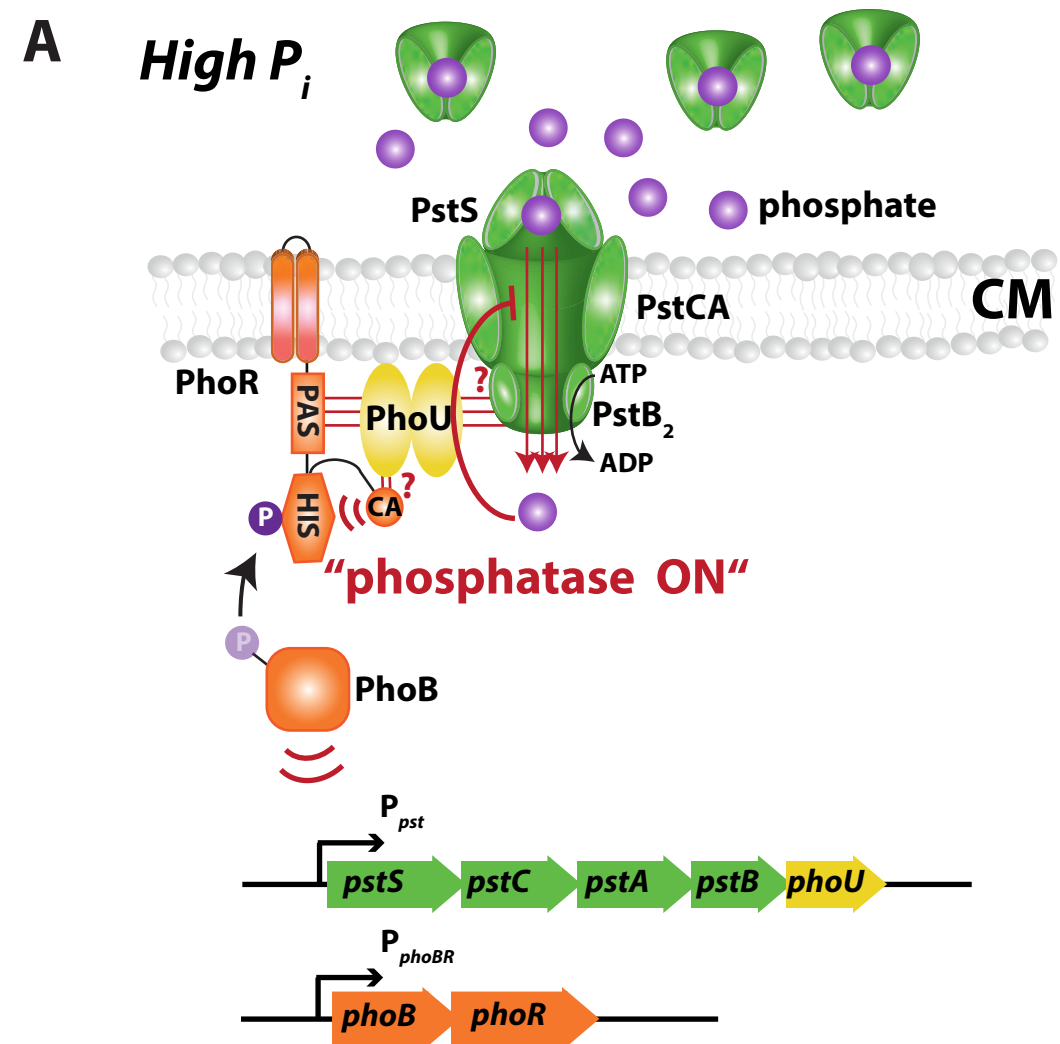 A
High Pi
PstS
phosphate
CM
PstCA
PhoR
?
ATP
PAS
PhoU
PstB2
ADP
?
CA
HIS
P
“phosphatase ON“
P
PhoB
Ppst
pstS pstC pstA pstB phoU
PphoBR
phoB phoR